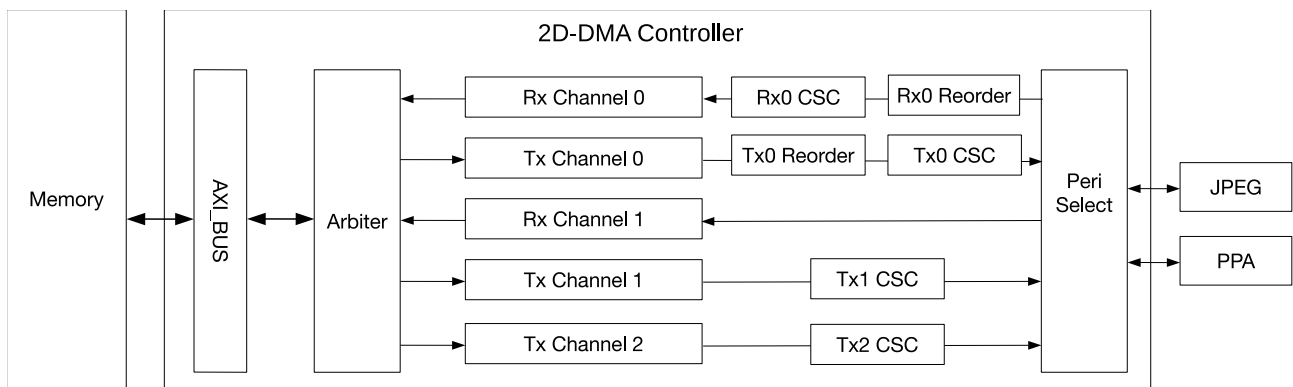 2D-DMA Controller
Rx Channel 0
Rx0 CSC
Rx0 Reorder
Tx Channel 0
Tx0 Reorder
Tx0 CSC
Memory
AXI_BUS
Arbiter
Rx Channel 1
Peri
Select
JPEG
PPA
Tx Channel 1
Tx1 CSC
Tx Channel 2
Tx2 CSC